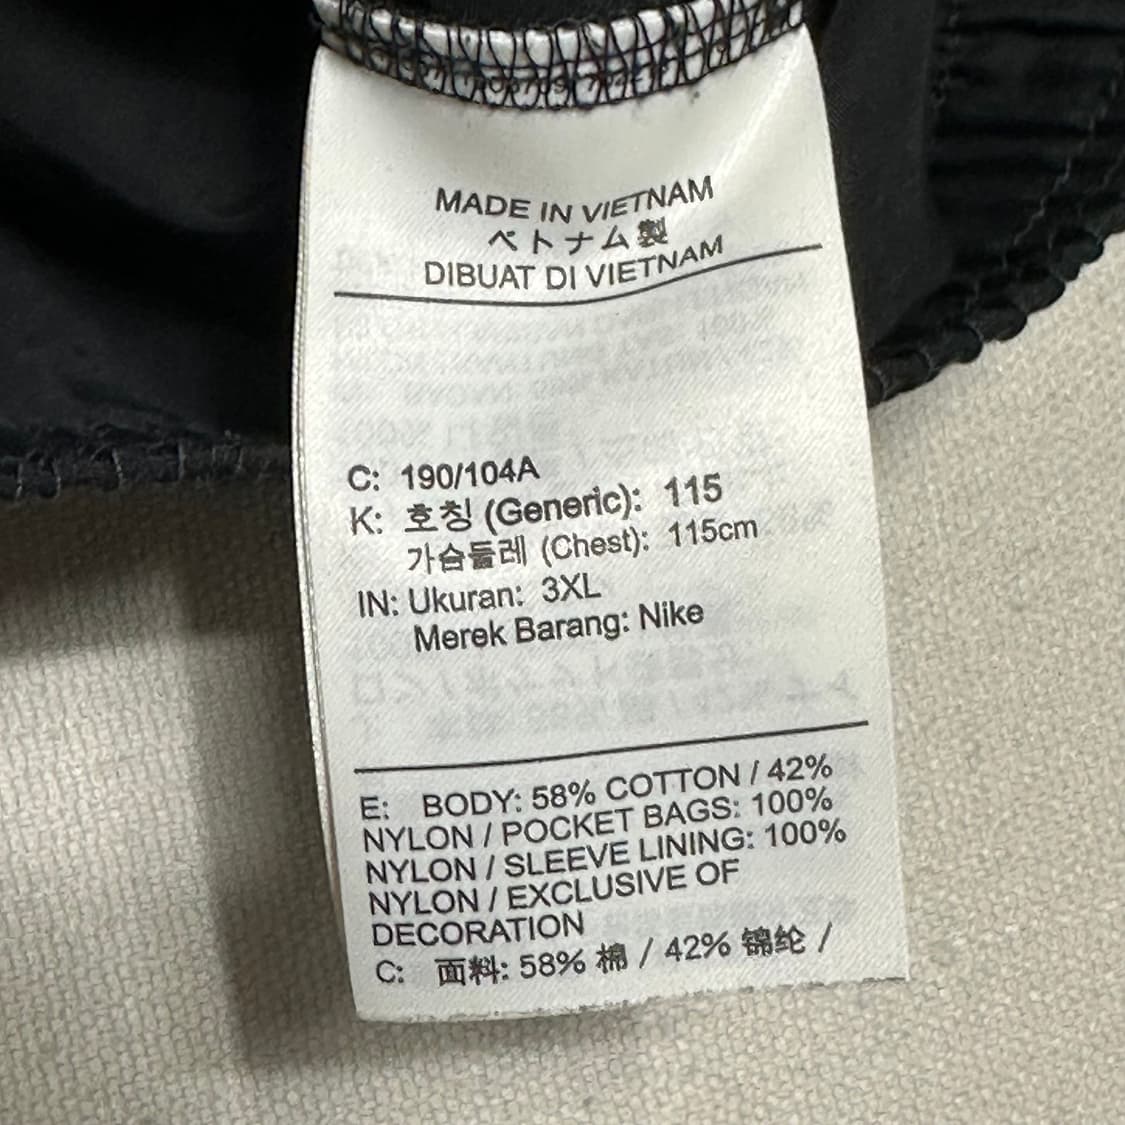 MADE IN VIETNAM
ベトナム製
DIBUAT DI VIETNAM
C: 190/104A
K: 호칭 (Generic): 115
가슴둘레 (Chest): 115cm
IN: Ukuran: 3XL
Merek Barang: Nike
E: BODY: 58% COTTON / 42%
NYLON / POCKET BAGS: 100%
NYLON / SLEEVE LINING: 100%
NYLON / EXCLUSIVE OF
DECORATION
C: 面料: 58% 棉 / 42% 锦纶 /